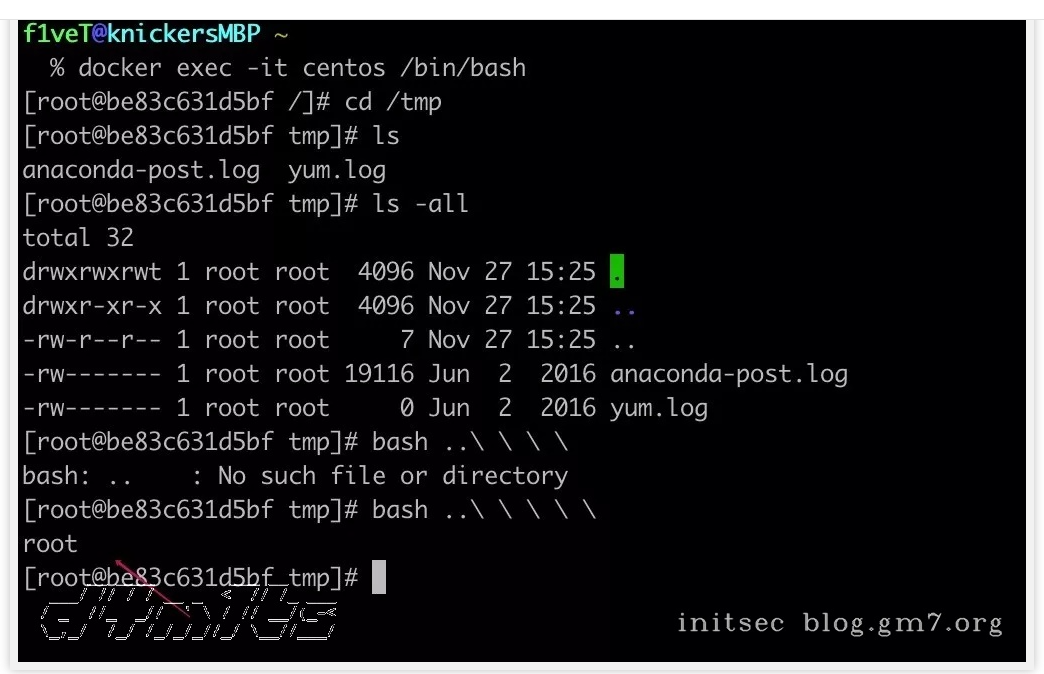 f1veT@knickersMBP ~
% docker exec -it centos /bin/bash
[root@be83c631d5bf /]# cd /tmp
[root@be83c631d5bf tmp]# ls
anaconda-post.log  yum.log
[root@be83c631d5bf tmp]# ls -all
total 32
drwxrwxrwt 1 root root  4096 Nov 27 15:25 .
drwxr-xr-x 1 root root  4096 Nov 27 15:25 ..
-rw-r--r-- 1 root root     7 Nov 27 15:25 ..
-rw------- 1 root root 19116 Jun  2  2016 anaconda-post.log
-rw------- 1 root root     0 Jun  2  2016 yum.log
[root@be83c631d5bf tmp]# bash ..\ \ \ \
bash: ..    : No such file or directory
[root@be83c631d5bf tmp]# bash ..\ \ \ \ \
root
[root@be83c631d5bf tmp]#
initsec blog.gm7.org